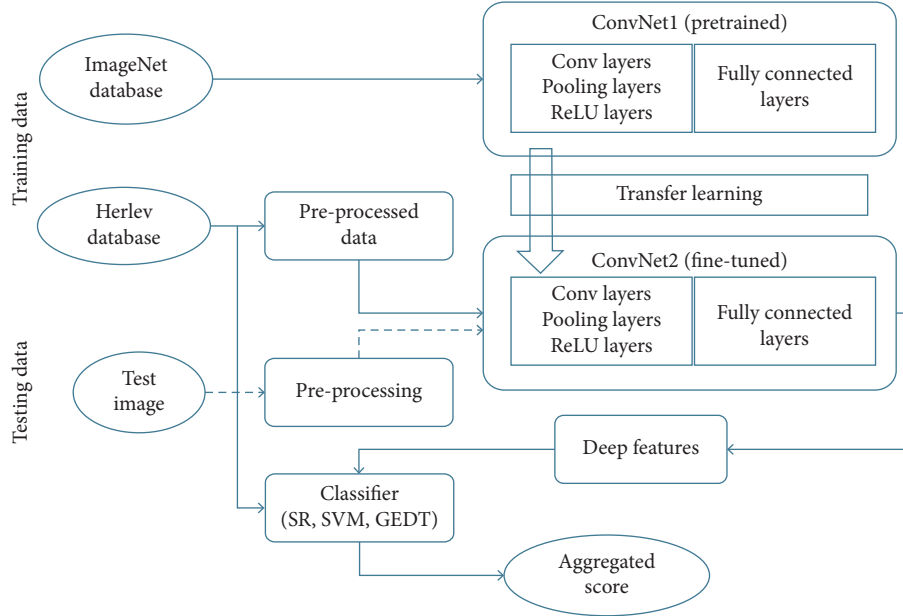 ConvNet1 (pretrained)
ImageNet
database
Conv layers
Pooling layers
ReLU layers
Fully connected
layers
Training data
Transfer learning
Herlev
database
Pre-processed
data
ConvNet2 (fine-tuned)
Conv layers
Pooling layers
ReLU layers
Fully connected
layers
Testing data
Test
image
Pre-processing
Deep features
Classifier
(SR, SVM, GEDT)
Aggregated
score